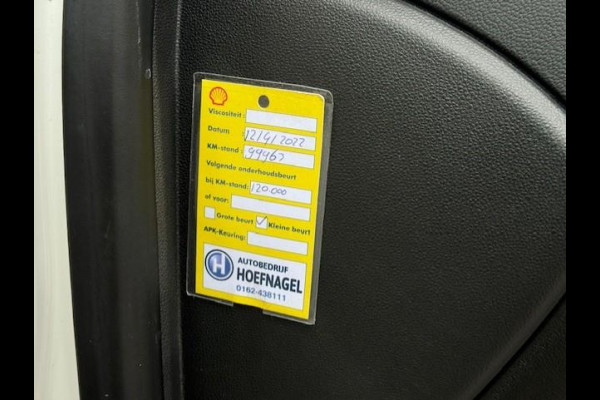 Viscositeit:
Datum : 12/4/2022
KM-stand: 99967
Volgende onderhoudsbeurt
bij KM-stand: 120.000
of voor:
Grote beurt Kleine beurt
APK-Keuring:
H AUTOBEDRIJF
HOEFNAGEL
0162-438111